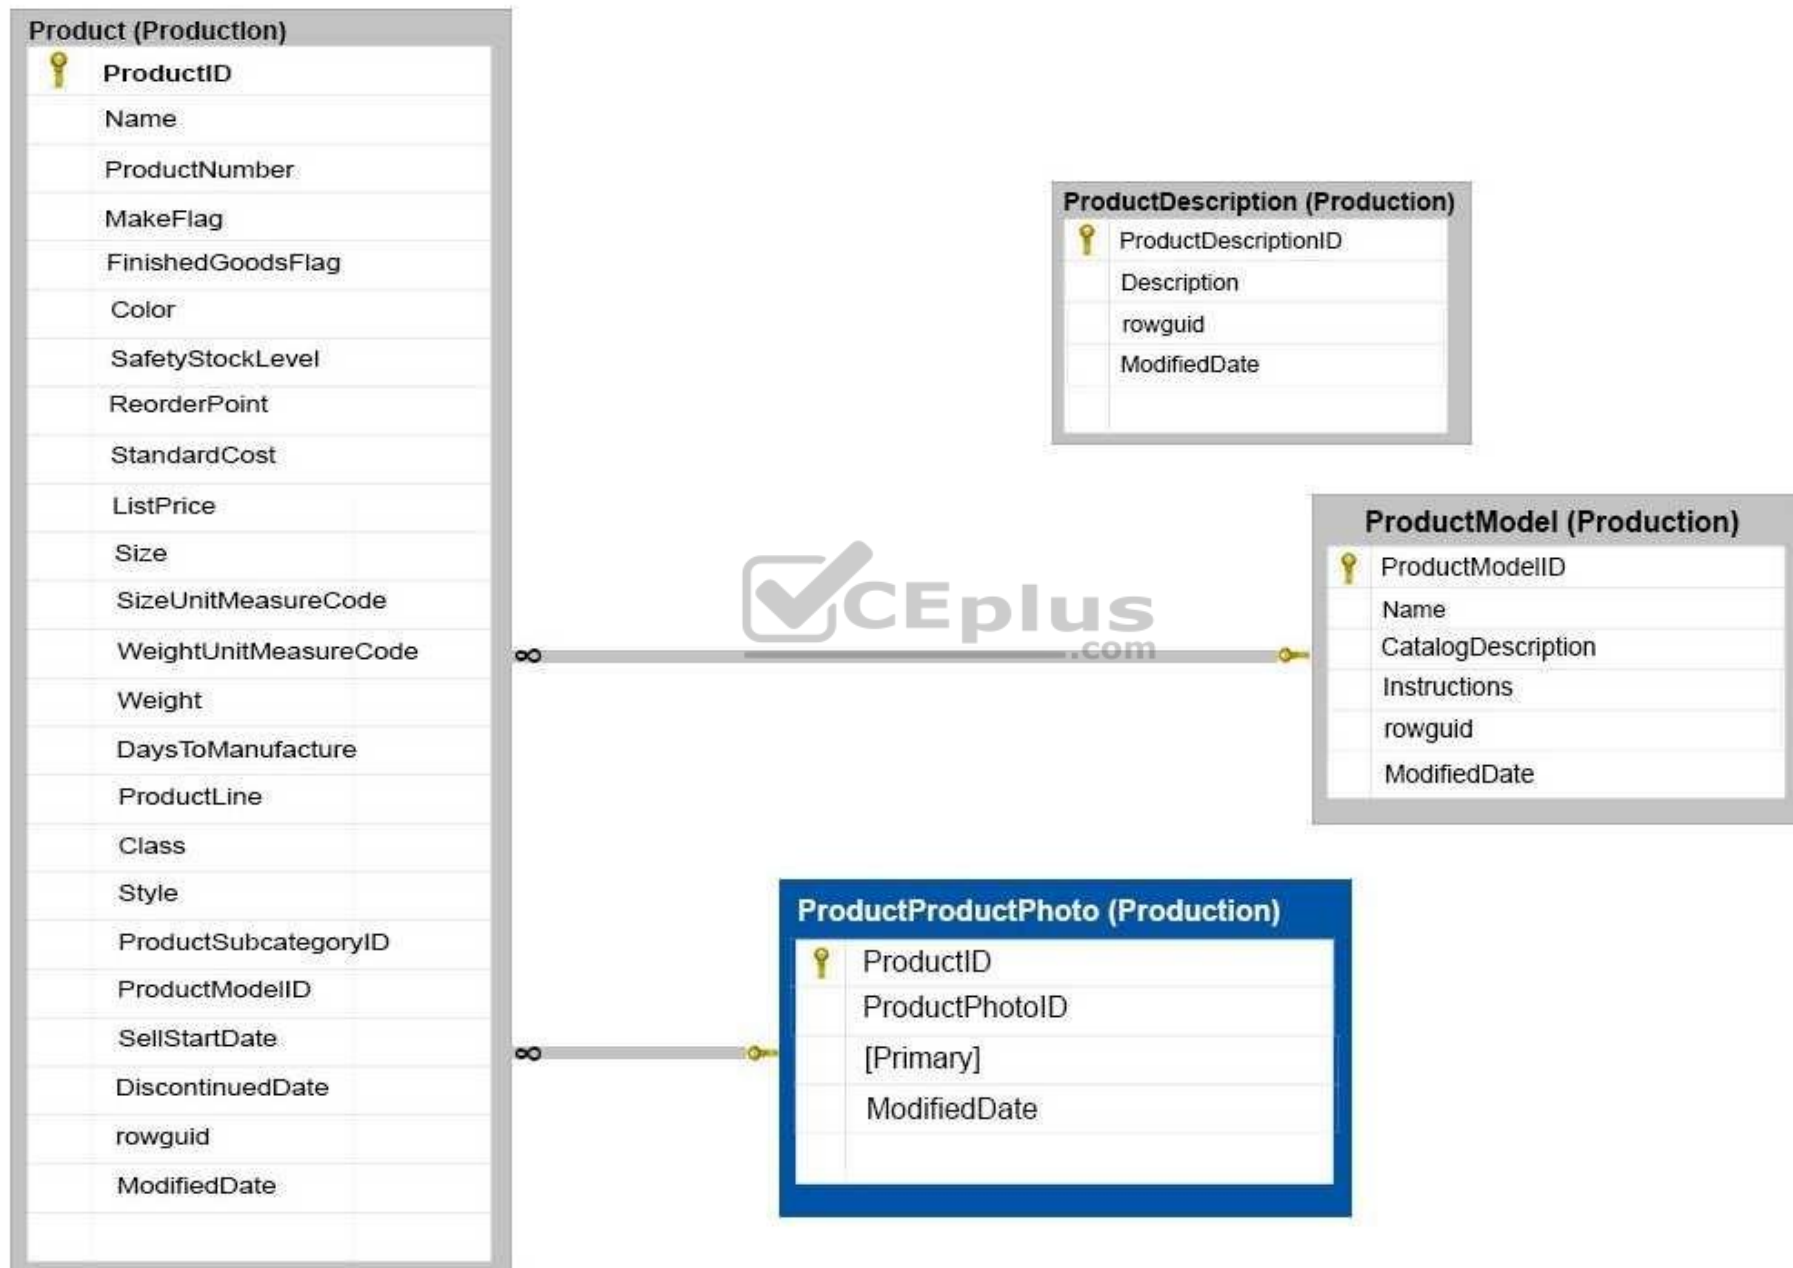 Product (Production)
ProductID
Name
ProductNumber
MakeFlag
FinishedGoodsFlag
Color
SafetyStockLevel
ReorderPoint
StandardCost
ListPrice
Size
SizeUnitMeasureCode
WeightUnitMeasureCode
Weight
DaysToManufacture
ProductLine
Class
Style
ProductSubcategoryID
ProductModelID
SellStartDate
DiscontinuedDate
rowguid
ModifiedDate
ProductDescription (Production)
ProductDescriptionID
Description
rowguid
ModifiedDate
CEplus
.com
ProductModel (Production)
ProductModelID
Name
CatalogDescription
Instructions
rowguid
ModifiedDate
ProductProductPhoto (Production)
ProductID
ProductPhotoID
[Primary]
ModifiedDate